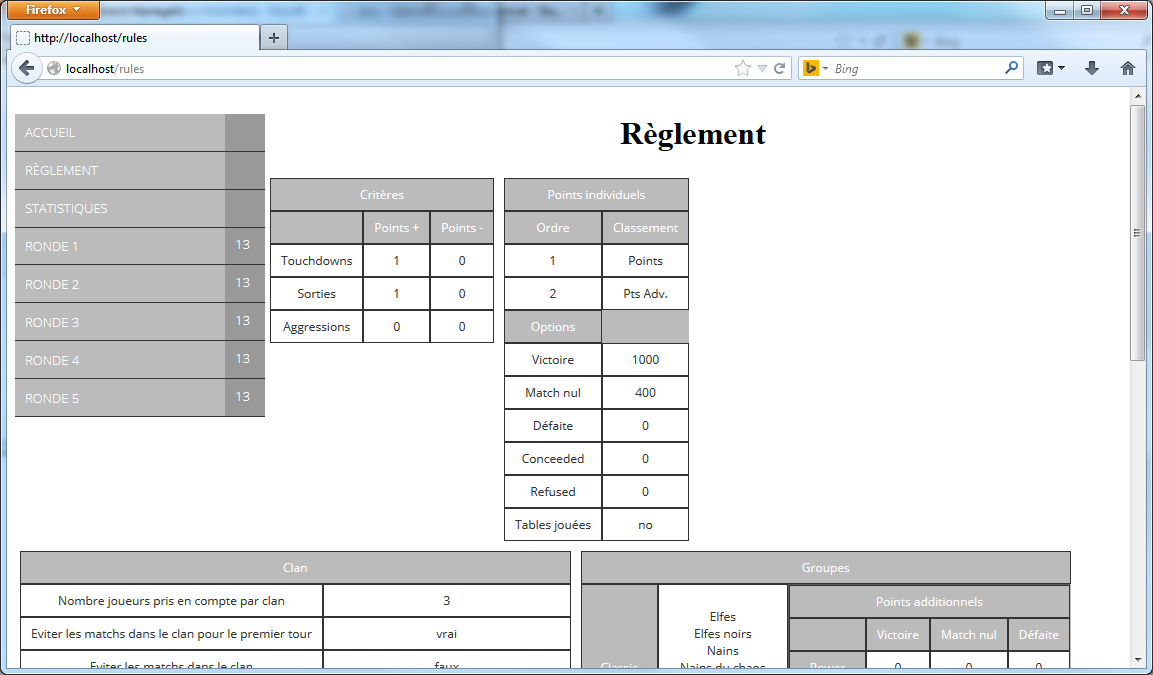 Firefox
http://localhost/rules
localhost/rules
Bing
Règlement
ACCUEIL
RÈGLEMENT
STATISTIQUES
RONDE 1 13
RONDE 2 13
RONDE 3 13
RONDE 4 13
RONDE 5 13
Critères
Points + Points -
Touchdowns 1 0
Sorties 1 0
Aggressions 0 0
Points individuels
Ordre Classement
1 Points
2 Pts Adv.
Options
Victoire 1000
Match nul 400
Défaite 0
Conceeded 0
Refused 0
Tables jouées no
Clan
Nombre joueurs pris en compte par clan 3
Eviter les matchs dans le clan pour le premier tour vrai
Eviter les matchs dans le clan faux
Groupes
Classic
Elfes
Elfes noirs
Nains
Nains du chaos
Points additionnels
Victoire Match nul Défaite
Power 0 0 0